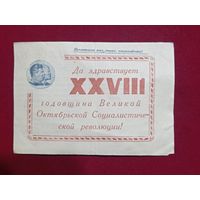 Да здравствует
XXVIII
годовщина Великой
Октябрьской Социалистиче-
ской революции!